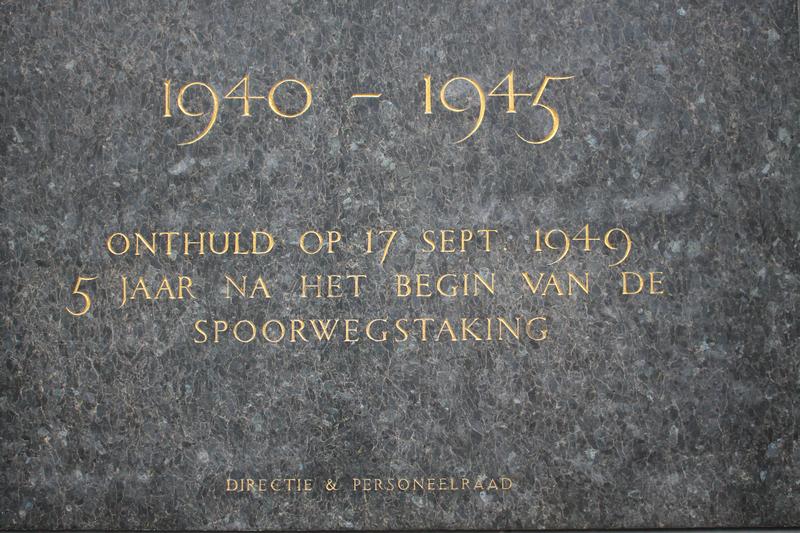 1940 – 1945
ONTHULD OP 17 SEPT. 1949
5 JAAR NA HET BEGIN VAN DE
SPOORWEGSTAKING
DIRECTIE & PERSONEELRAAD